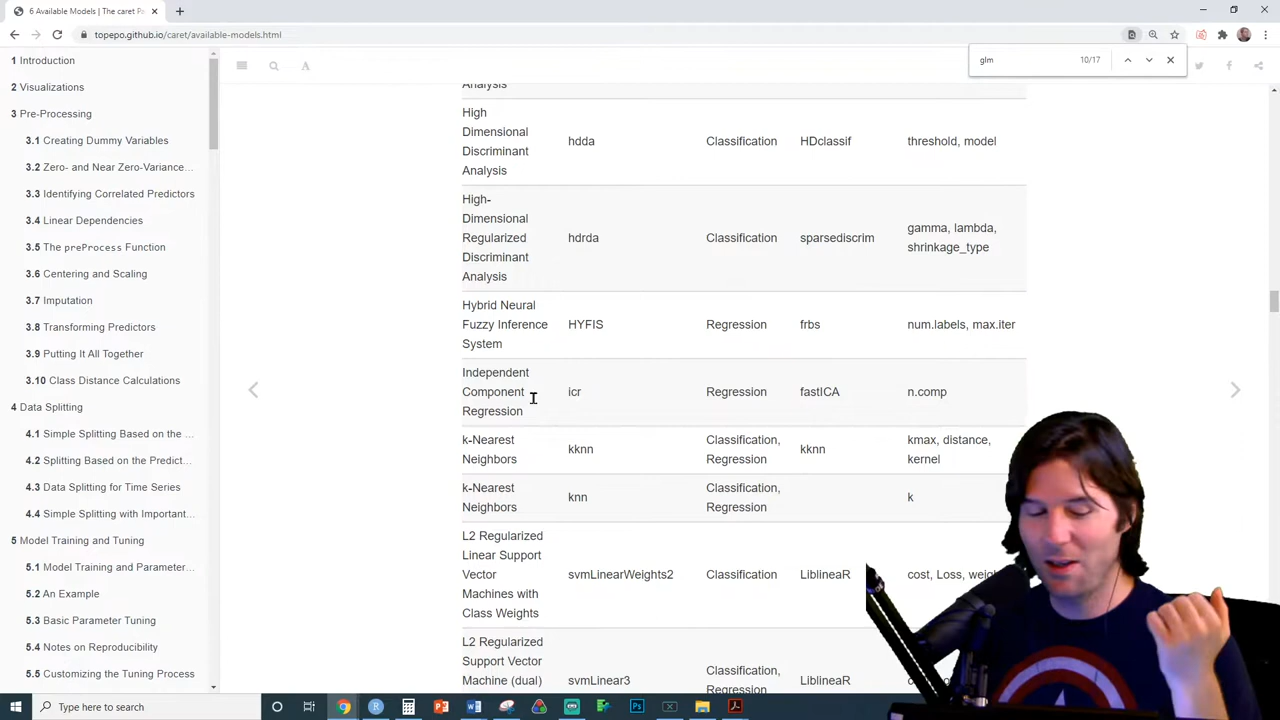 6 Available Models | The caret Pa
topepo.github.io/caret/available-models.html
glm
10/17
1 Introduction
2 Visualizations
3 Pre-Processing
3.1 Creating Dummy Variables
3.2 Zero- and Near Zero-Variance...
3.3 Identifying Correlated Predictors
3.4 Linear Dependencies
3.5 The preProcess Function
3.6 Centering and Scaling
3.7 Imputation
3.8 Transforming Predictors
3.9 Putting It All Together
3.10 Class Distance Calculations
4 Data Splitting
4.1 Simple Splitting Based on the ...
4.2 Splitting Based on the Predict...
4.3 Data Splitting for Time Series
4.4 Simple Splitting with Important...
5 Model Training and Tuning
5.1 Model Training and Parameter...
5.2 An Example
5.3 Basic Parameter Tuning
5.4 Notes on Reproducibility
5.5 Customizing the Tuning Process
A
Analysis
High
Dimensional
Discriminant
Analysis
hdda
Classification
HDclassif
threshold, model
High-
Dimensional
Regularized
Discriminant
Analysis
hdrda
Classification
sparsediscrim
gamma, lambda,
shrinkage_type
Hybrid Neural
Fuzzy Inference
System
HYFIS
Regression
frbs
num.labels, max.iter
Independent
Component
Regression
icr
Regression
fastICA
n.comp
k-Nearest
Neighbors
kknn
Classification,
Regression
kknn
kmax, distance,
kernel
k-Nearest
Neighbors
knn
Classification,
Regression
k
L2 Regularized
Linear Support
Vector
Machines with
Class Weights
svmLinearWeights2
Classification
LiblineaR
cost, Loss,
L2 Regularized
Support Vector
Machine (dual)
svmLinear3
Classification,
Regression
LiblineaR
Type here to search